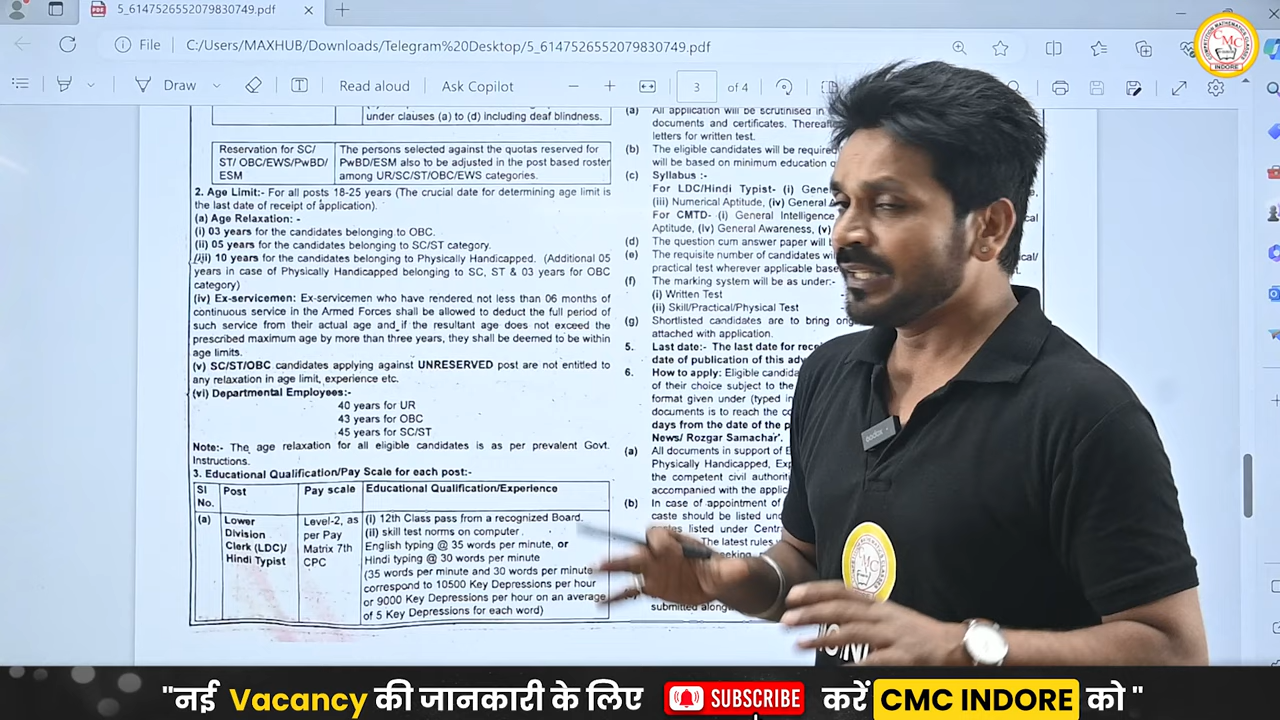 5_6147526552079830749.pdf
File C:/Users/MAXHUB/Downloads/Telegram%20Desktop/5_6147526552079830749.pdf
Draw Read aloud Ask Copilot 3 of 4
under clauses (a) to (d) including deaf blindness.
Reservation for SC/ ST/ OBC/EWS/PwBD/ ESM
The persons selected against the quotas reserved for
PwBD/ESM also to be adjusted in the post based roster
among UR/SC/ST/OBC/EWS categories.
2. Age Limit:- For all posts 18-25 years (The crucial date for determining age limit is
the last date of receipt of application).
(a) Age Relaxation: -
(i) 03 years for the candidates belonging to OBC.
(ii) 05 years for the candidates belonging to SC/ST category.
(iii) 10 years for the candidates belonging to Physically Handicapped. (Additional 05
years in case of Physically Handicapped belonging to SC, ST & 03 years for OBC
category)
(iv) Ex-servicemen: Ex-servicemen who have rendered not less than 06 months of
continuous service in the Armed Forces shall be allowed to deduct the full period of
such service from their actual age and if the resultant age does not exceed the
prescribed maximum age by more than three years, they shall be deemed to be within
age limits.
(v) SC/ST/OBC candidates applying against UNRESERVED post are not entitled to
any relaxation in age limit, experience etc.
(vi) Departmental Employees:-
40 years for UR
43 years for OBC
45 years for SC/ST
Note:- The age relaxation for all eligible candidates is as per prevalent Govt.
Instructions.
3. Educational Qualification/Pay Scale for each post:-
Sl No. Post Pay scale Educational Qualification/Experience
(a) Lower Division Clerk (LDC)/ Hindi Typist
Level-2, as per Pay Matrix 7th CPC
(i) 12th Class pass from a recognized Board.
(ii) skill test norms on computer.
English typing @ 35 words per minute, or
Hindi typing @ 30 words per minute
(35 words per minute and 30 words per minute
correspond to 10500 Key Depressions per hour
or 9000 Key Depressions per hour on an average
of 5 Key Depressions for each word)
(a) All application will be scrutinised in
documents and certificates.
letters for written test.
(b) The eligible candidates will be required
will be based on minimum education
(c) Syllabus :-
For LDC/Hindi Typist- (i)
(iii) Numerical Aptitude, (iv) General
For CMTD- (i) General Intelligence
Aptitude, (iv) General Awareness, (v)
(d) The question cum answer paper will
(e) The requisite number of candidates
practical test wherever applicable
(f) The marking system will be as under:-
(i) Written Test
(ii) Skill/Practical/Physical Test
(g) Shortlisted candidates are to bring
attached with application.
5. Last date:- The last date for
date of publication of this
6. How to apply: Eligible
of their choice subject to the
format given under (typed in
documents is to reach the
days from the date of the
News/ Rozgar Samachar'.
(a) All documents in support of
Physically Handicapped,
the competent civil
accompanied with the
(b) In case of appointment of
caste should be listed
listed under
The latest rules
submitted
CMC
INDORE
"नई Vacancy की जानकारी के लिए SUBSCRIBE करें CMC INDORE को "